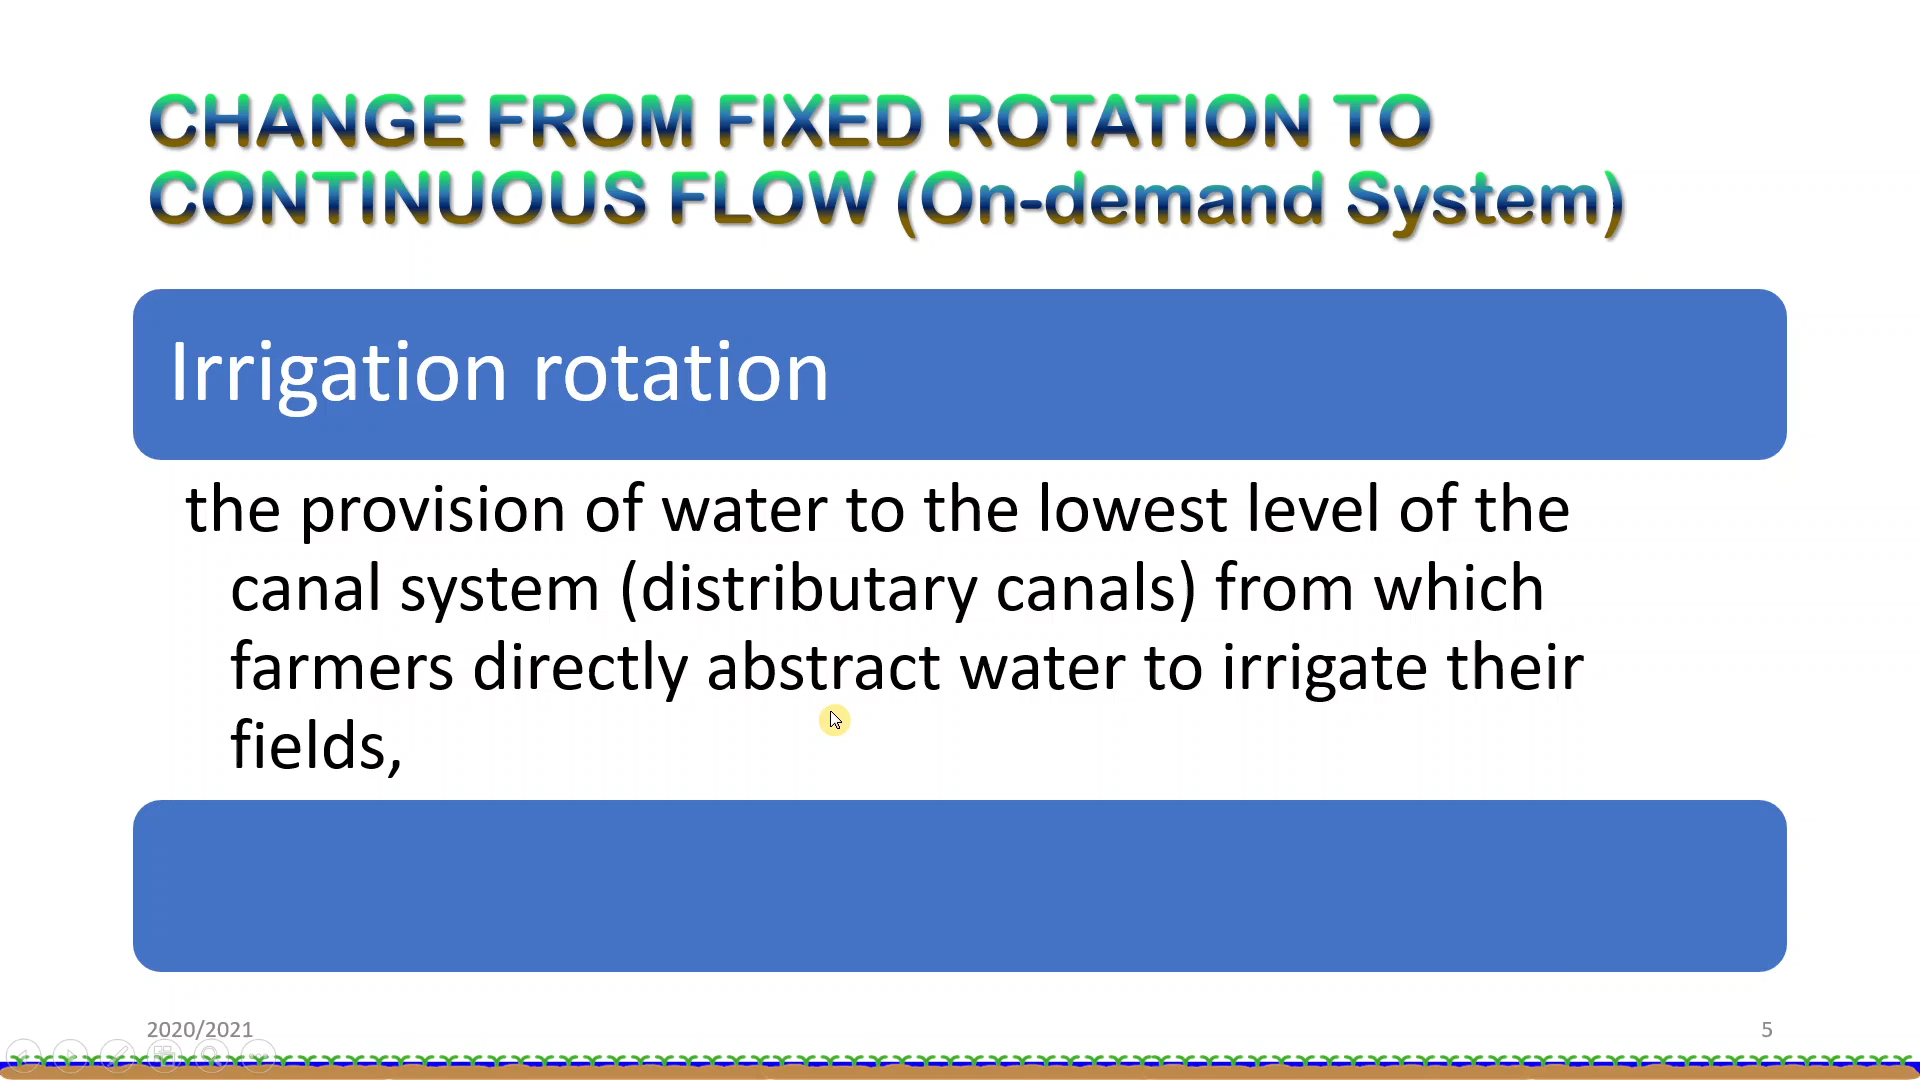 CHANGE FROM FIXED ROTATION TO
CONTINUOUS FLOW (On-demand System)
Irrigation rotation
the provision of water to the lowest level of the
canal system (distributary canals) from which
farmers directly abstract water to irrigate their
fields,
2020/2021
5